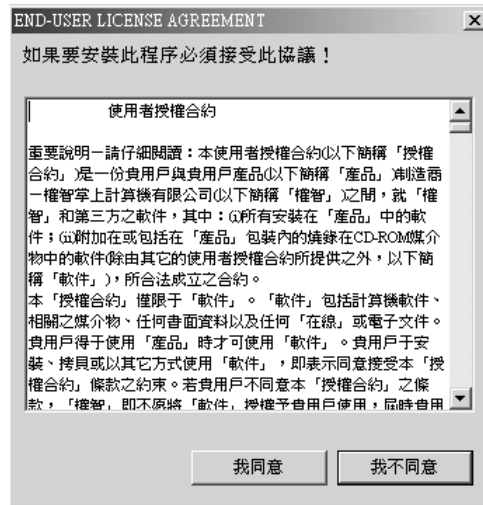 END-USER LICENSE AGREEMENT
如果要安裝此程序必須接受此協議！
使用者授權合約
重要說明－請仔細閱讀：本使用者授權合約(以下簡稱「授權
合約」)是一份貴用戶與貴用戶產品(以下簡稱「產品」)制造商
－權智掌上計算機有限公司(以下簡稱「權智」)之間，就「權
智」和第三方之軟件，其中：(i)所有安裝在「產品」中的軟
件；(ii)附加在或包括在「產品」包裝內的燒錄在CD-ROM媒介
物中的軟件(除由其它的使用者授權合約所提供之外，以下簡
稱「軟件」)，所合法成立之合約。
本「授權合約」僅限于「軟件」。「軟件」包括計算機軟件、
相關之媒介物、任何書面資料以及任何「在線」或電子文件。
貴用戶得于使用「產品」時才可使用「軟件」。貴用戶于安
裝、拷貝或以其它方式使用「軟件」，即表示同意接受本「授
權合約」條款之約束。若貴用戶不同意本「授權合約」之條
款，「權智」即不愿將「軟件」授權予貴用戶使用，屆時貴用
我同意
我不同意